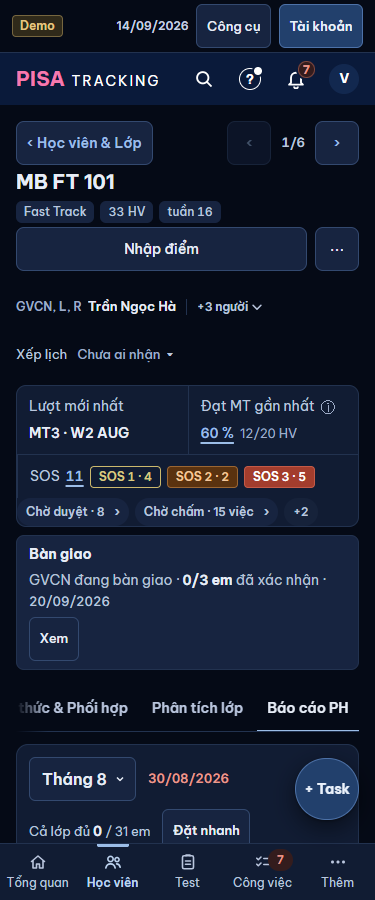 Demo 14/09/2026 Công cụ Tài khoản
PISA TRACKING ? 7 V
‹ Học viên & Lớp ‹ 1/6 ›
MB FT 101
Fast Track 33 HV tuần 16
Nhập điểm ...
GVCN, L, R Trần Ngọc Hà +3 người
Xếp lịch Chưa ai nhận
Lượt mới nhất
MT3 · W2 AUG
Đạt MT gần nhất
60 % 12/20 HV
SOS 11 SOS 1 · 4 SOS 2 · 2 SOS 3 · 5
Chờ duyệt · 8 › Chờ chấm · 15 việc › +2
Bàn giao
GVCN đang bàn giao · 0/3 em đã xác nhận ·
20/09/2026
Xem
thức & Phối hợp Phân tích lớp Báo cáo PH
Tháng 8 30/08/2026
+ Task
Cả lớp đủ 0 / 31 em Đặt nhanh
7
Tổng quan Học viên Test Công việc Thêm